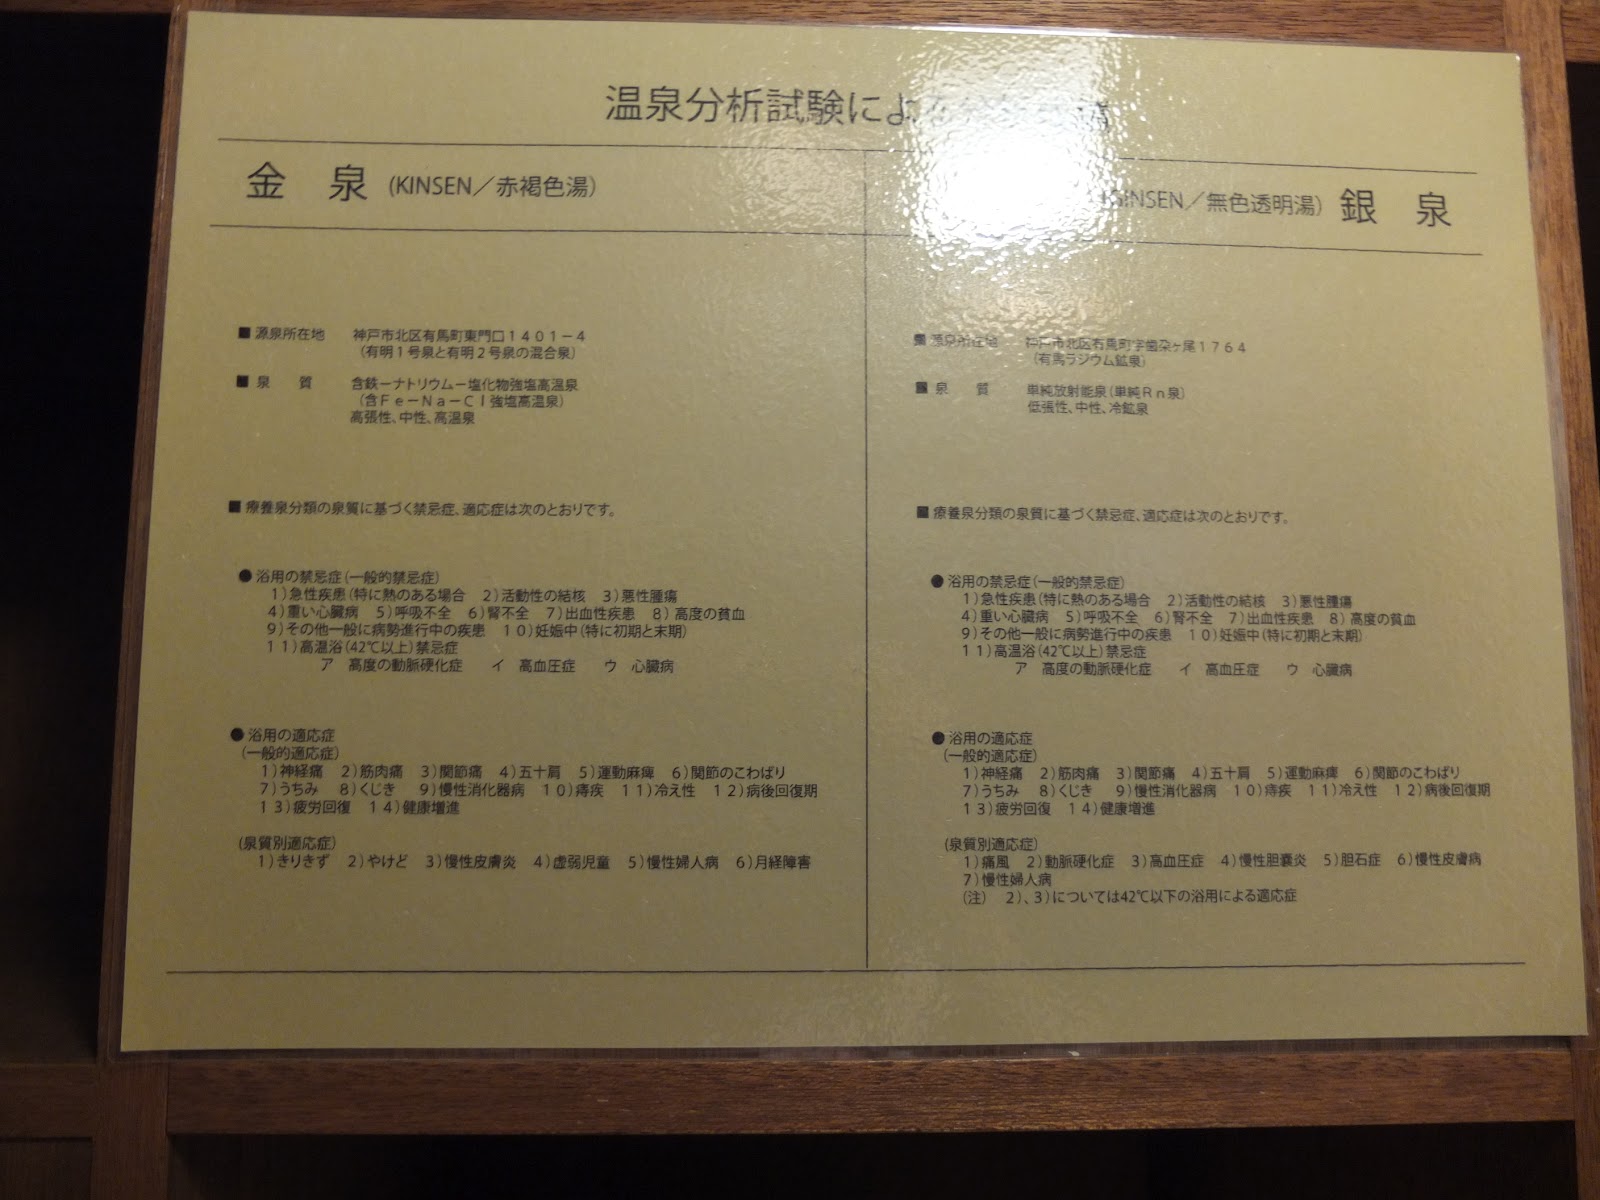 温泉分析試験によ
金　泉 (KINSEN／赤褐色湯)
■源泉所在地　神戸市北区有馬町東門口１４０１－４
（有明１号泉と有明２号泉の混合泉）
■泉　　質　含鉄ーナトリウムー塩化物強塩高温泉
（含Ｆｅ－Ｎａ－Ｃｌ強塩高温泉）
高張性、中性、高温泉
■療養泉分類の泉質に基づく禁忌症、適応症は次のとおりです。
●浴用の禁忌症（一般的禁忌症）
１）急性疾患（特に熱のある場合　２）活動性の結核　３）悪性腫瘍
４）重い心臓病　５）呼吸不全　６）腎不全　７）出血性疾患　８）高度の貧血
９）その他一般に病勢進行中の疾患　１０）妊娠中（特に初期と末期）
１１）高温浴（42℃以上）禁忌症
ア　高度の動脈硬化症　　イ　高血圧症　　ウ　心臓病
●浴用の適応症
（一般的適応症）
１）神経痛　２）筋肉痛　３）関節痛　４）五十肩　５）運動麻痺　６）関節のこわばり
７）うちみ　８）くじき　９）慢性消化器病　１０）痔疾　１１）冷え性　１２）病後回復期
１３）疲労回復　１４）健康増進
（泉質別適応症）
１）きりきず　２）やけど　３）慢性皮膚炎　４）虚弱児童　５）慢性婦人病　６）月経障害
GINSEN／無色透明湯) 銀　泉
■源泉所在地　神戸市北区有馬町字歯朶ヶ尾１７６４
（有馬ラジウム鉱泉）
■泉　　質　単純放射能泉（単純Ｒｎ泉）
低張性、中性、冷鉱泉
■療養泉分類の泉質に基づく禁忌症、適応症は次のとおりです。
●浴用の禁忌症（一般的禁忌症）
１）急性疾患（特に熱のある場合　２）活動性の結核　３）悪性腫瘍
４）重い心臓病　５）呼吸不全　６）腎不全　７）出血性疾患　８）高度の貧血
９）その他一般に病勢進行中の疾患　１０）妊娠中（特に初期と末期）
１１）高温浴（42℃以上）禁忌症
ア　高度の動脈硬化症　　イ　高血圧症　　ウ　心臓病
●浴用の適応症
（一般的適応症）
１）神経痛　２）筋肉痛　３）関節痛　４）五十肩　５）運動麻痺　６）関節のこわばり
７）うちみ　８）くじき　９）慢性消化器病　１０）痔疾　１１）冷え性　１２）病後回復期
１３）疲労回復　１４）健康増進
（泉質別適応症）
１）痛風　２）動脈硬化症　３）高血圧症　４）慢性胆嚢炎　５）胆石症　６）慢性皮膚病
７）慢性婦人病
（注）　２）、３）については42℃以下の浴用による適応症